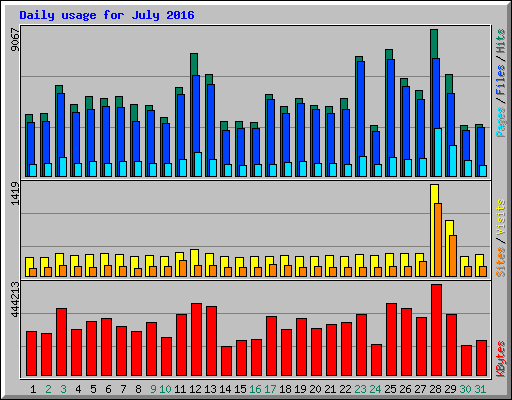 Daily usage for July 2016
9067
Pages / Files / Hits
1419
Sites / Visits
444213
KBytes
1 2 3 4 5 6 7 8 9 10 11 12 13 14 15 16 17 18 19 20 21 22 23 24 25 26 27 28 29 30 31